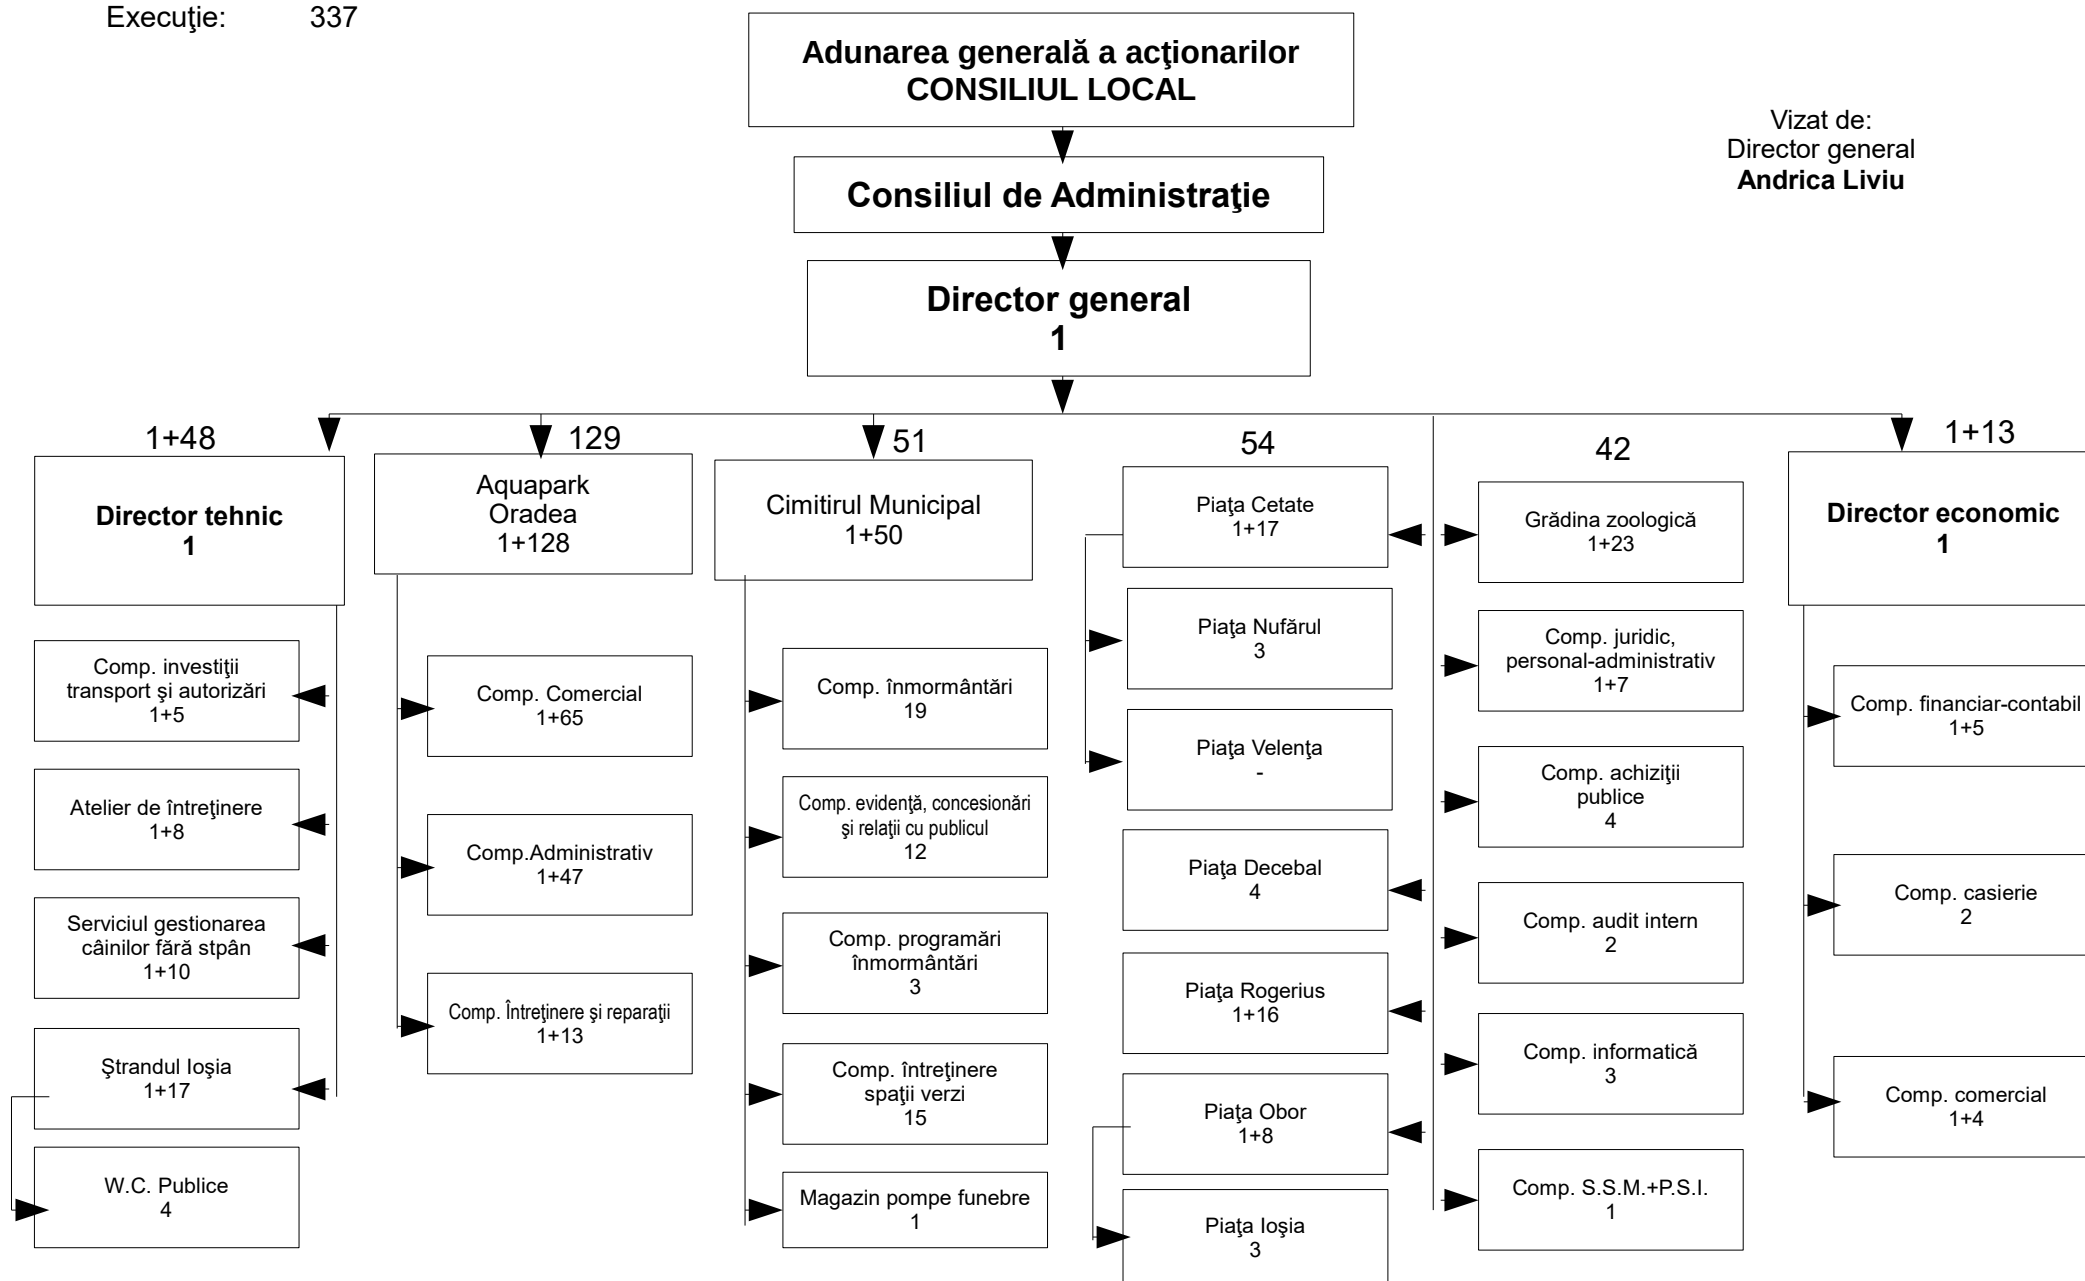 Execuţie: 337
Adunarea generală a acţionarilor
CONSILIUL LOCAL
Vizat de:
Director general
Andrica Liviu
Consiliul de Administraţie
Director general
1
1+48
129
51
54
42
1+13
Director tehnic
1
Comp. investiţii
transport şi autorizări
1+5
Atelier de întreţinere
1+8
Serviciul gestionarea
câinilor fără stpân
1+10
Ştrandul Ioşia
1+17
W.C. Publice
4
Aquapark
Oradea
1+128
Comp. Comercial
1+65
Comp.Administrativ
1+47
Comp. Întreţinere şi reparaţii
1+13
Cimitirul Municipal
1+50
Comp. înmormântări
19
Comp. evidenţă, concesionări
şi relaţii cu publicul
12
Comp. programări
înmormântări
3
Comp. întreţinere
spaţii verzi
15
Magazin pompe funebre
1
Piaţa Cetate
1+17
Piaţa Nufărul
3
Piaţa Velenţa
-
Piaţa Decebal
4
Piaţa Rogerius
1+16
Piaţa Obor
1+8
Piaţa Ioşia
3
Grădina zoologică
1+23
Comp. juridic,
personal-administrativ
1+7
Comp. achiziţii
publice
4
Comp. audit intern
2
Comp. informatică
3
Comp. S.S.M.+P.S.I.
1
Director economic
1
Comp. financiar-contabil
1+5
Comp. casierie
2
Comp. comercial
1+4